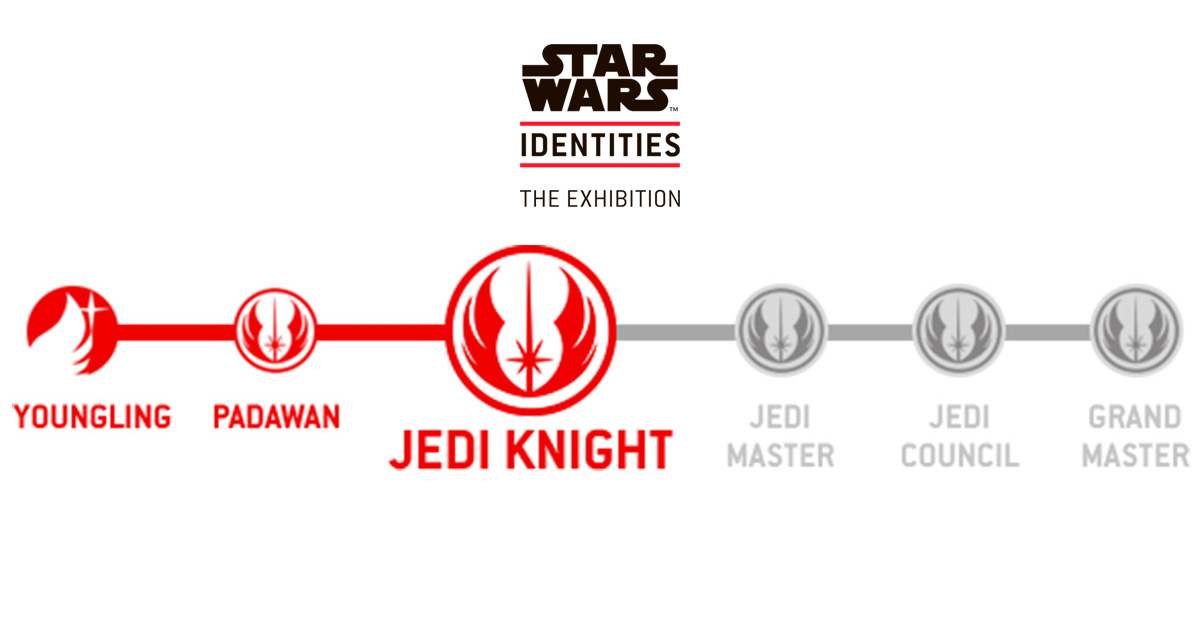 STAR
WARS™
IDENTITIES
THE EXHIBITION
YOUNGLING
PADAWAN
JEDI KNIGHT
JEDI
MASTER
JEDI
COUNCIL
GRAND
MASTER